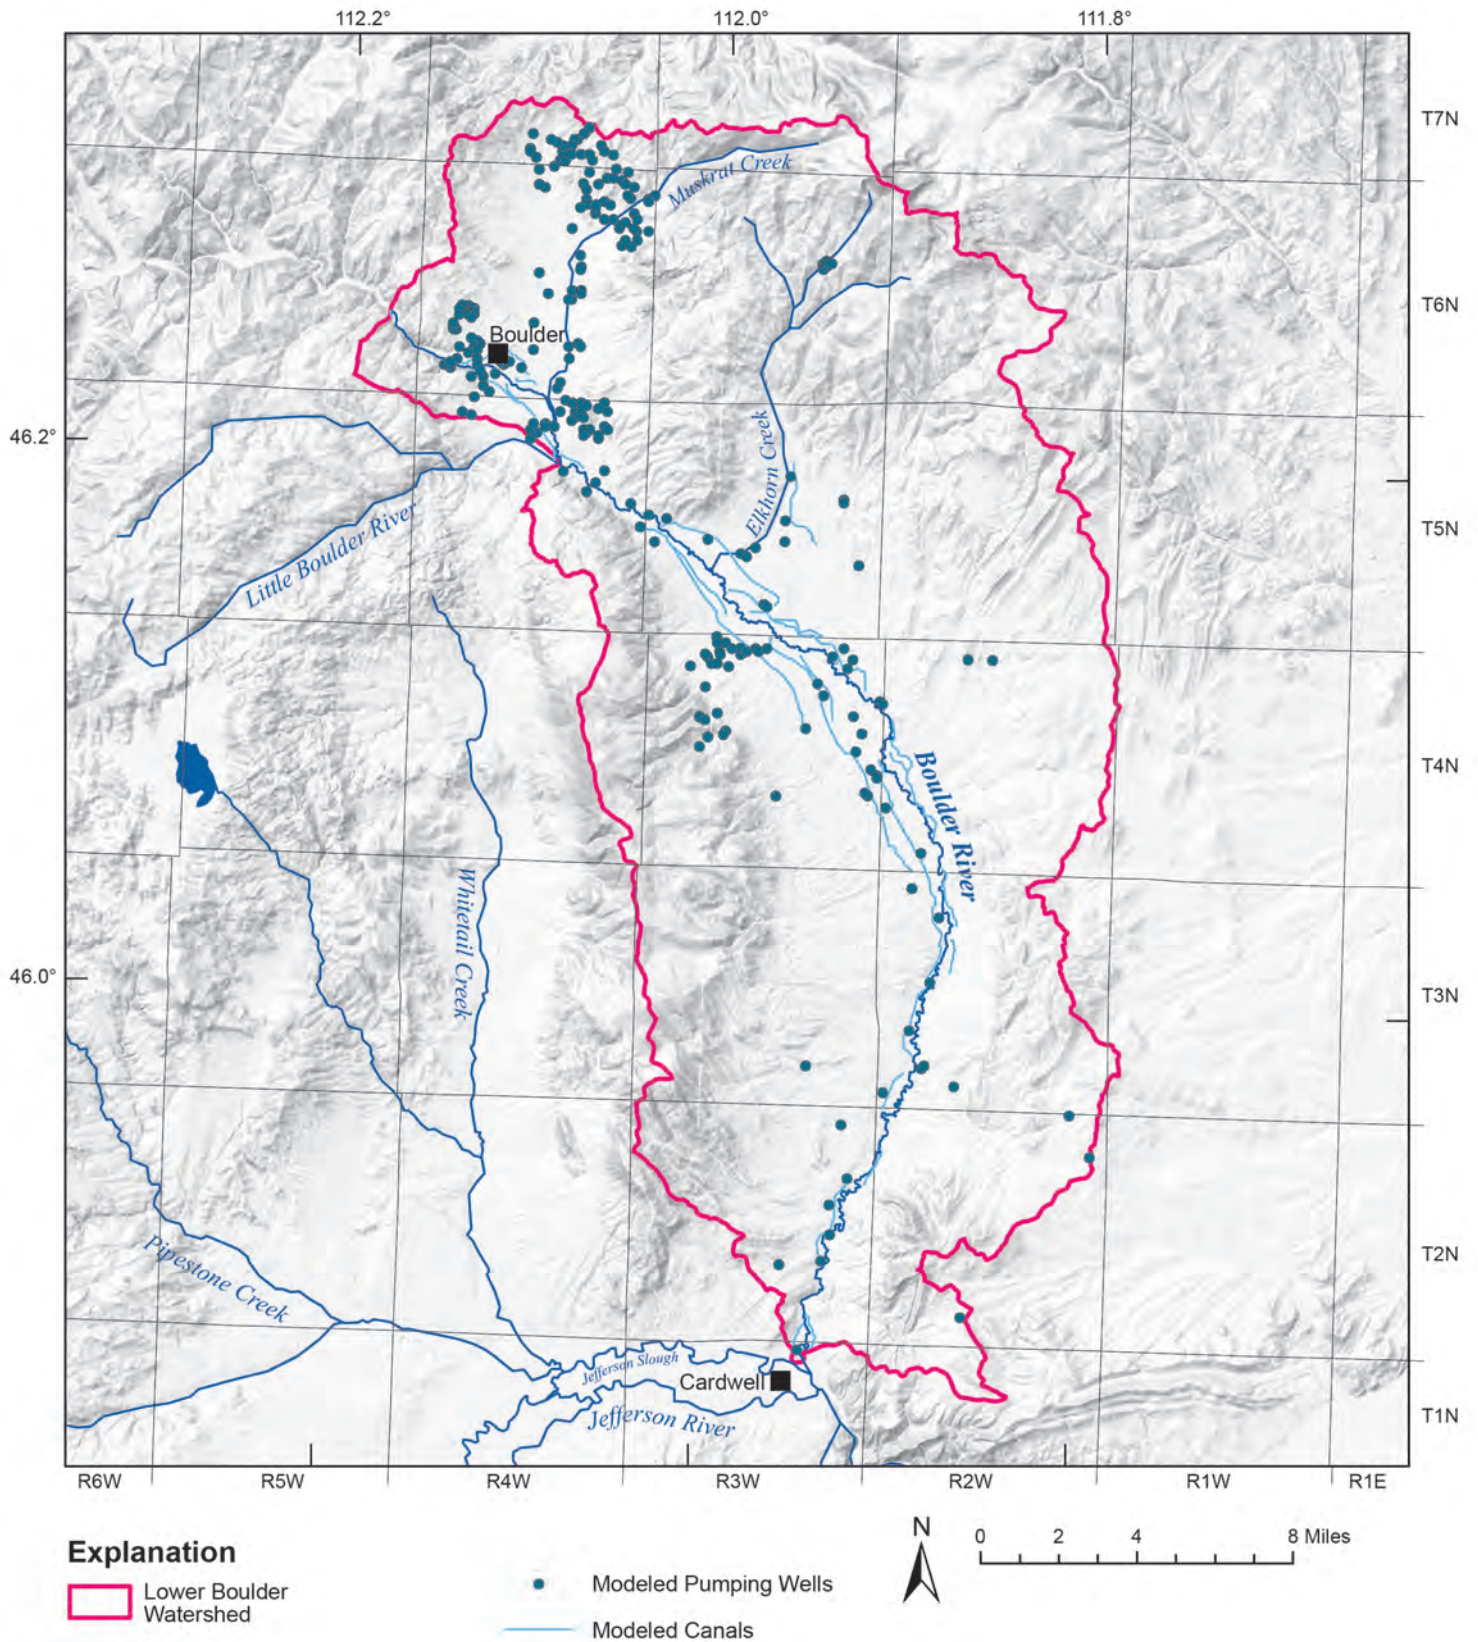 112.2°
112.0°
111.8°
T7N
Muskrat Creek
T6N
Boulder
46.2°
Elkhorn Creek
T5N
Little Boulder River
Boulder River
T4N
Whitetail Creek
46.0°
T3N
Pipestone Creek
T2N
Jefferson Slough
Cardwell
Jefferson River
T1N
R6W
R5W
R4W
R3W
R2W
R1W
R1E
N
0
2
4
8 Miles
Explanation
Lower Boulder
Watershed
Modeled Pumping Wells
Modeled Canals